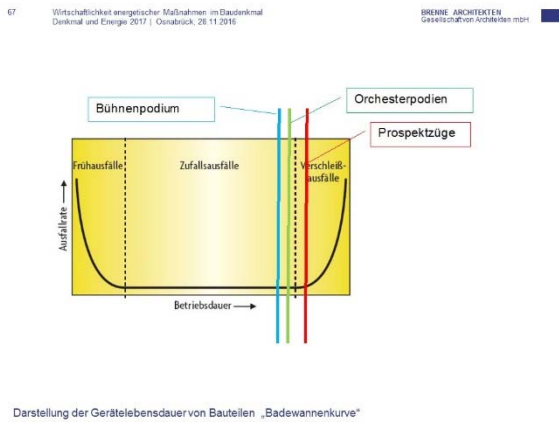 67
Wirtschaftlichkeit energetischer Maßnahmen im Baudenkmal
Denkmal und Energie 2017 | Osnabrück, 28.11.2016
BRENNE ARCHITEKTEN
Gesellschaft von Architekten mbH
Bühnenpodium
Orchesterpodien
Prospektzüge
Frühausfälle
Zufallsausfälle
Verschleiß-
ausfälle
Ausfallrate
Betriebsdauer
Darstellung der Gerätelebensdauer von Bauteilen „Badewannenkurve“